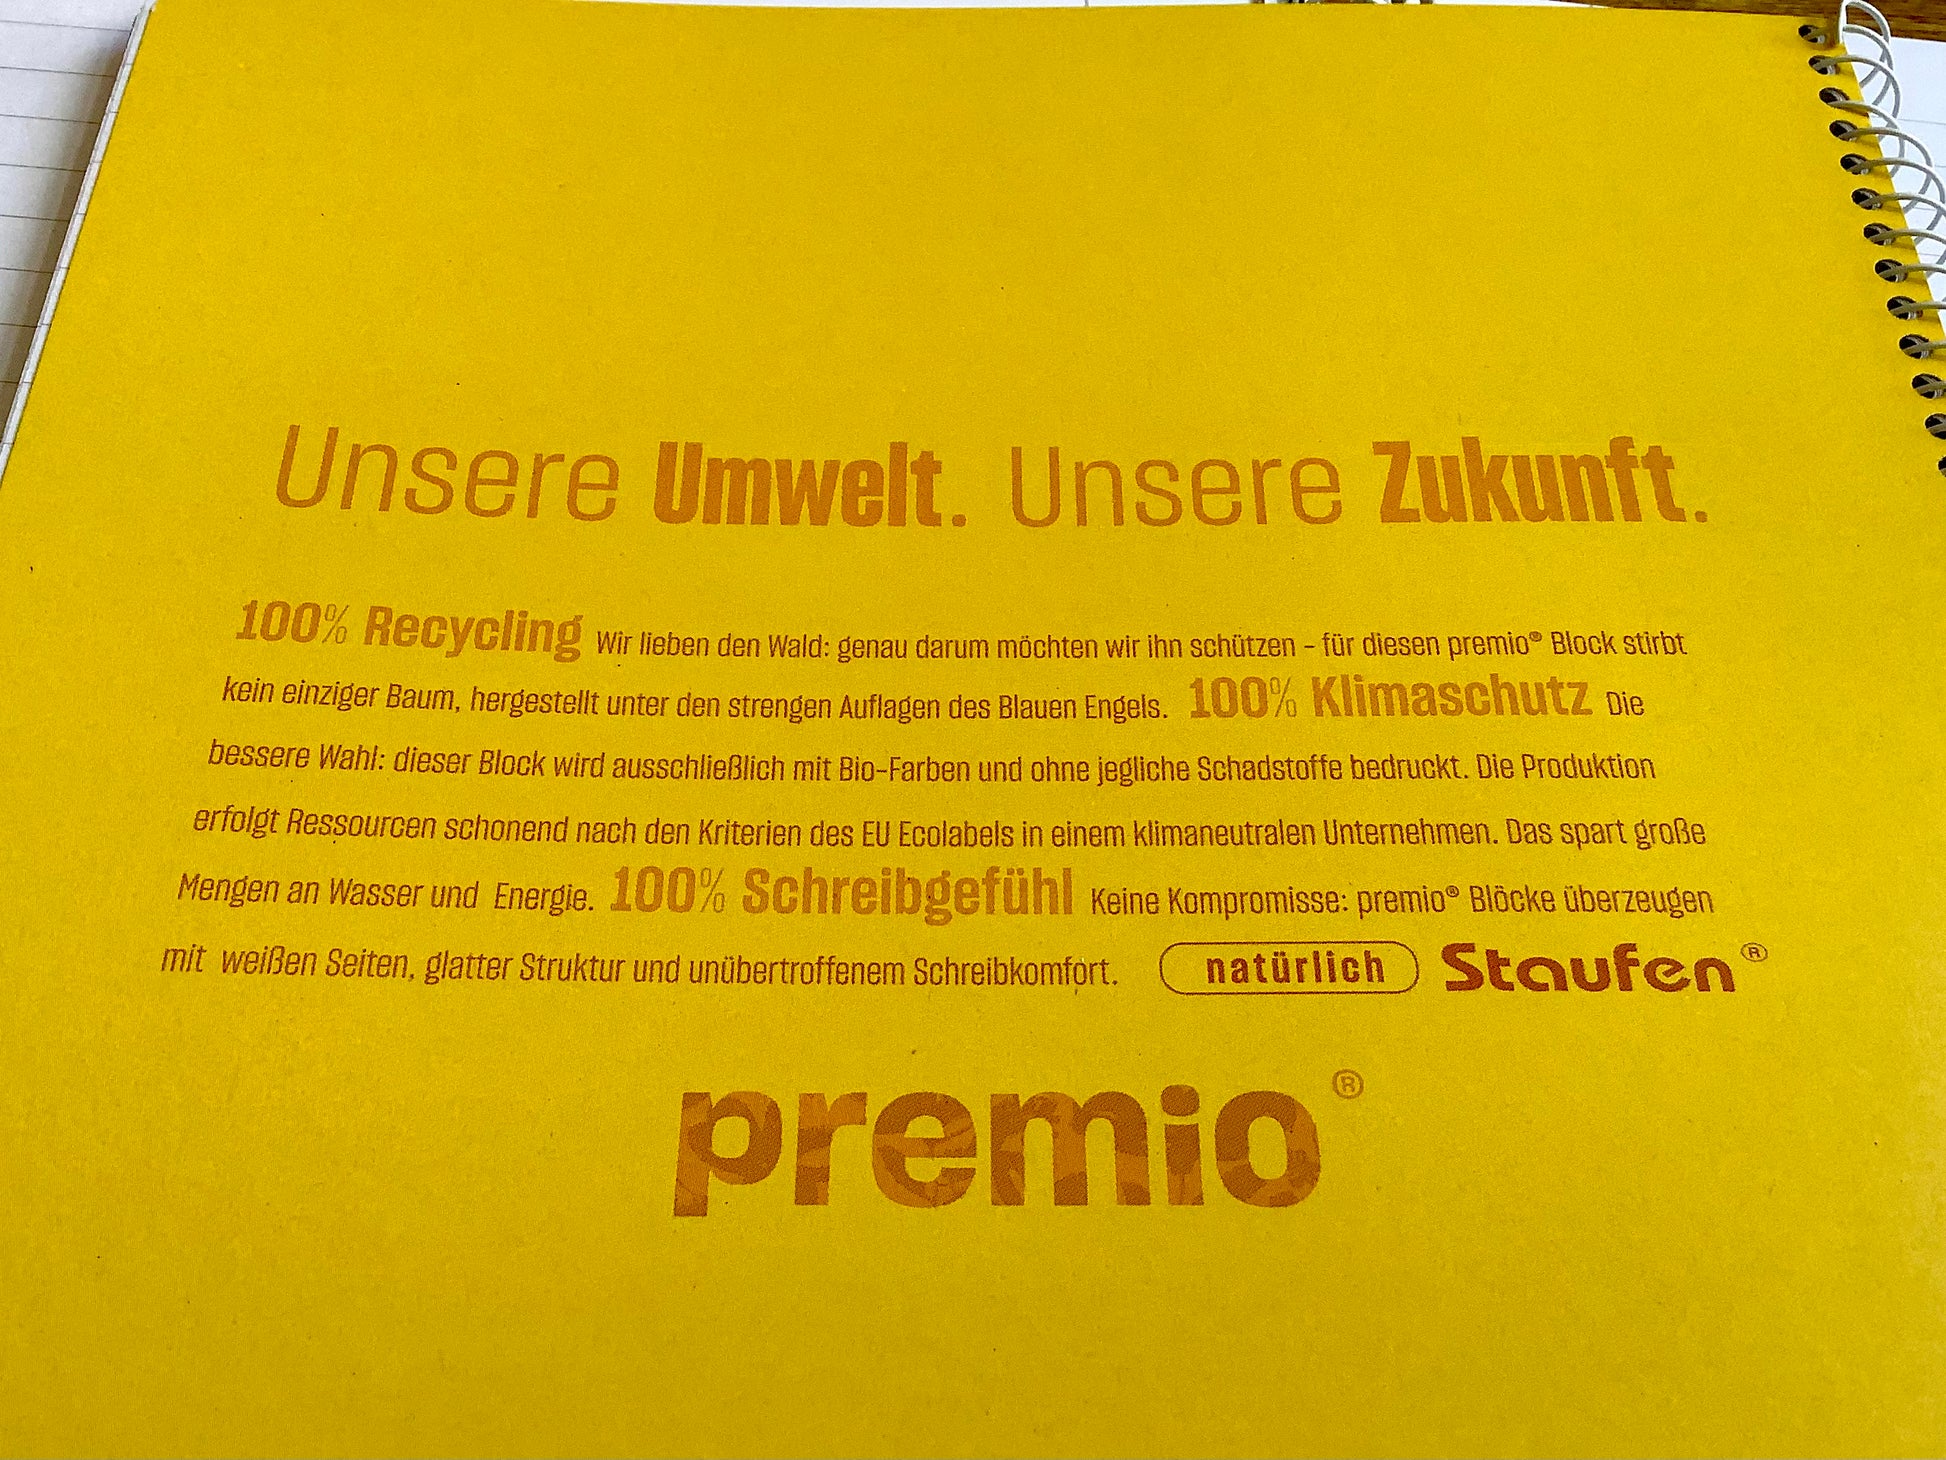 Unsere Umwelt. Unsere Zukunft.
100% Recycling Wir lieben den Wald: genau darum möchten wir ihn schützen – für diesen premio® Block stirbt
kein einziger Baum, hergestellt unter den strengen Auflagen des Blauen Engels. 100% Klimaschutz Die
bessere Wahl: dieser Block wird ausschließlich mit Bio-Farben und ohne jegliche Schadstoffe bedruckt. Die Produktion
erfolgt Ressourcen schonend nach den Kriterien des EU Ecolabels in einem klimaneutralen Unternehmen. Das spart große
Mengen an Wasser und Energie. 100% Schreibgefühl Keine Kompromisse: premio® Blöcke überzeugen
mit weißen Seiten, glatter Struktur und unübertroffenem Schreibkomfort. natürlich Staufen®
premio®